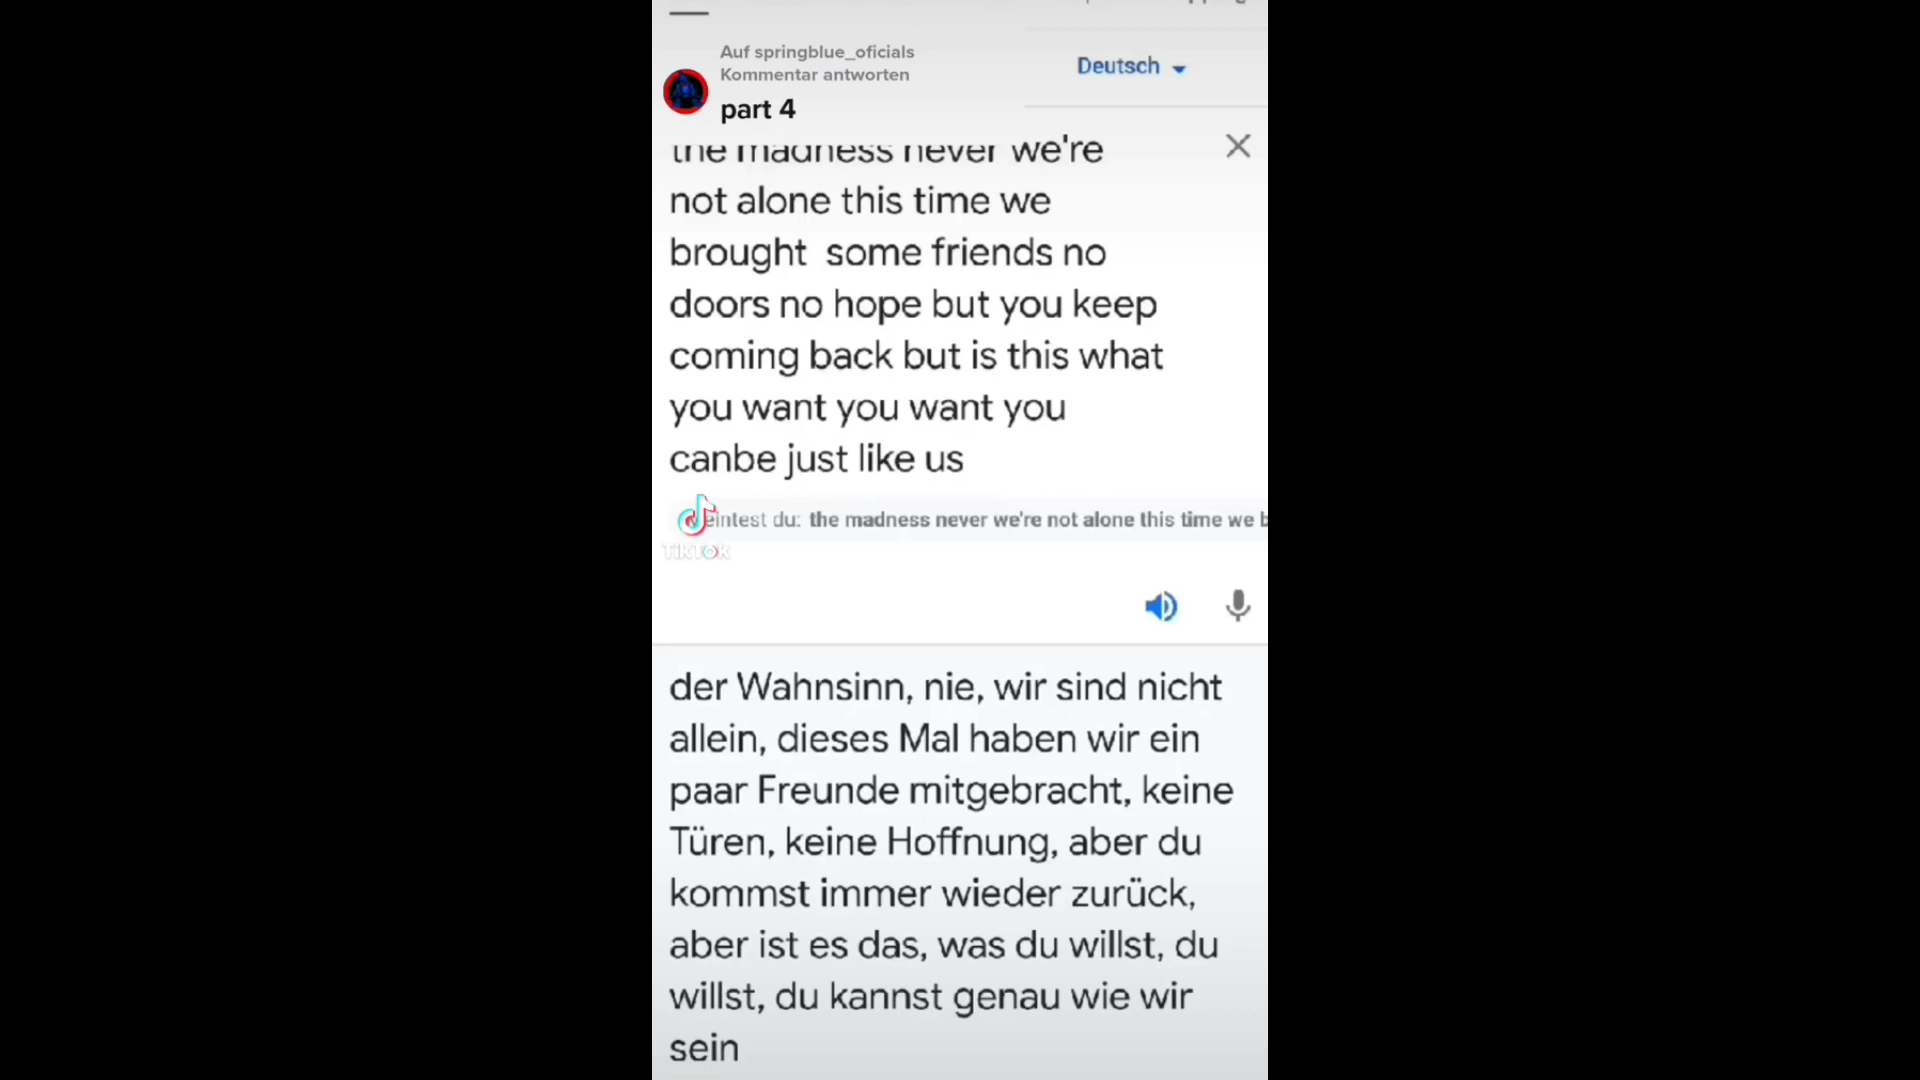 Auf springblue_oficials
Kommentar antworten
part 4
Deutsch
the madness never we're
not alone this time we
brought some friends no
doors no hope but you keep
coming back but is this what
you want you want you
canbe just like us
eintest du: the madness never we're not alone this time we b
TikTok
der Wahnsinn, nie, wir sind nicht
allein, dieses Mal haben wir ein
paar Freunde mitgebracht, keine
Türen, keine Hoffnung, aber du
kommst immer wieder zurück,
aber ist es das, was du willst, du
willst, du kannst genau wie wir
sein